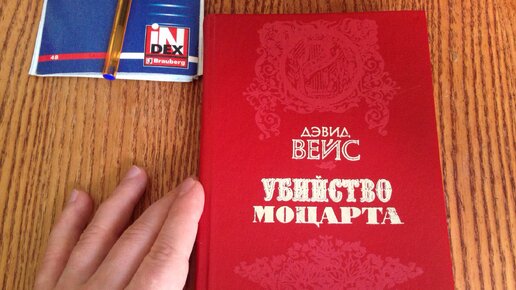 iN
DEX
Brauberg
48
ДЭВИД
ВЕЙС
УБИЙСТВО
МОЦАРТА